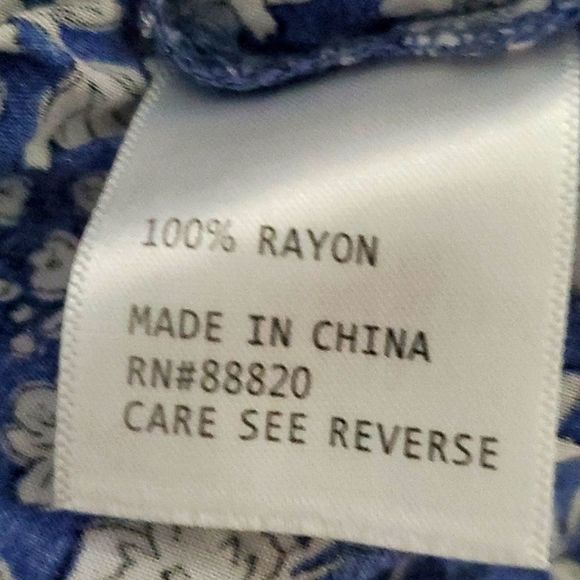 100% RAYON
MADE IN CHINA
RN#88820
CARE SEE REVERSE